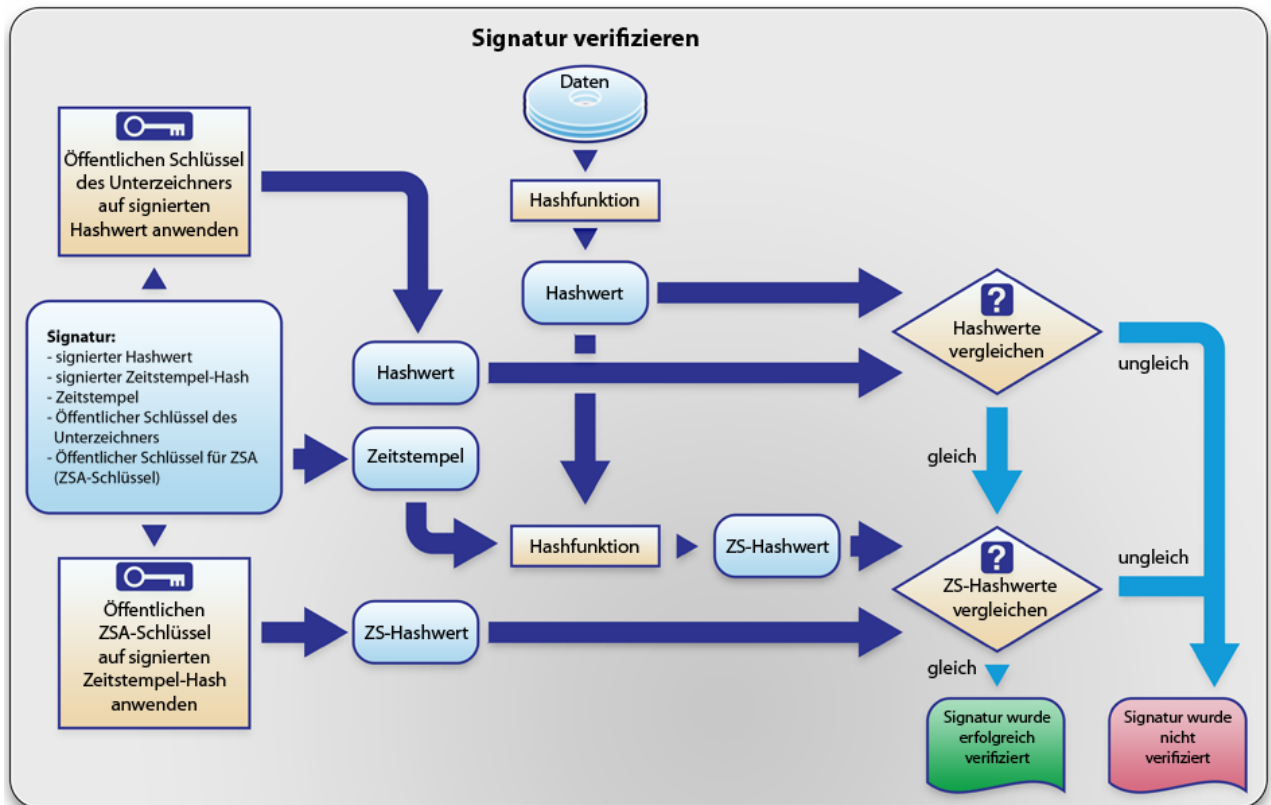 Signatur verifizieren
Daten
Öffentlichen Schlüssel
des Unterzeichners
auf signierten
Hashwert anwenden
Hashfunktion
Hashwert
?
Hashwerte
vergleichen
ungleich
Signatur:
- signierter Hashwert
- signierter Zeitstempel-Hash
- Zeitstempel
- Öffentlicher Schlüssel des
Unterzeichners
- Öffentlicher Schlüssel für ZSA
(ZSA-Schlüssel)
Hashwert
Zeitstempel
gleich
Hashfunktion
ZS-Hashwert
?
ZS-Hashwerte
vergleichen
ungleich
Öffentlichen
ZSA-Schlüssel
auf signierten
Zeitstempel-Hash
anwenden
ZS-Hashwert
gleich
Signatur wurde
erfolgreich
verifiziert
Signatur wurde
nicht
verifiziert